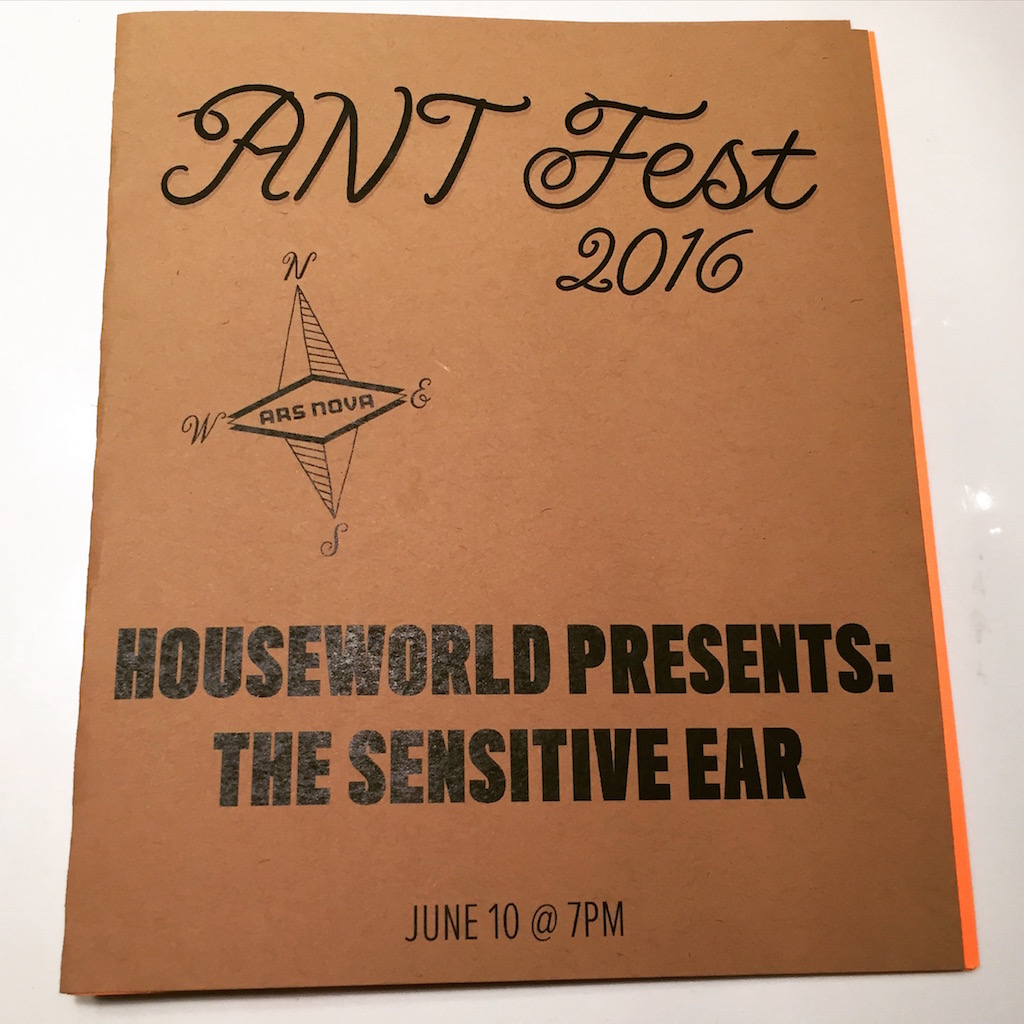 ANT Fest
2016
N
W
ARS NOVA
E
S
HOUSEWORLD PRESENTS:
THE SENSITIVE EAR
JUNE 10 @ 7PM